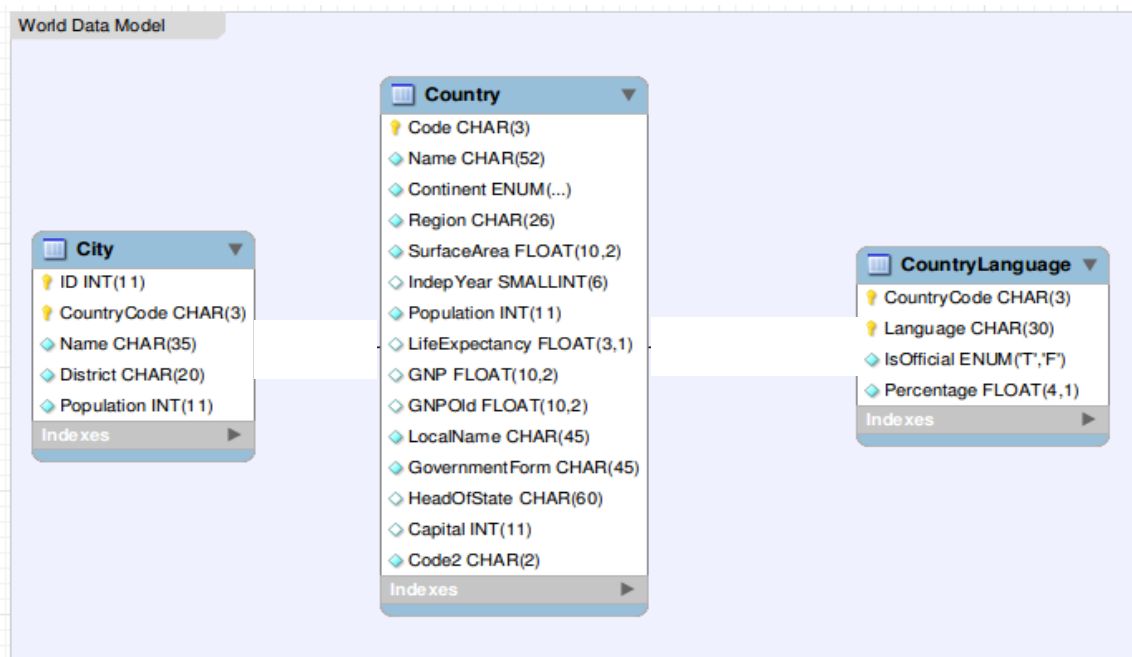 World Data Model
City
ID INT(11)
CountryCode CHAR(3)
Name CHAR(35)
District CHAR(20)
Population INT(11)
Indexes
Country
Code CHAR(3)
Name CHAR(52)
Continent ENUM(...)
Region CHAR(26)
SurfaceArea FLOAT(10,2)
IndepYear SMALLINT(6)
Population INT(11)
LifeExpectancy FLOAT(3,1)
GNP FLOAT(10,2)
GNPOld FLOAT(10,2)
LocalName CHAR(45)
GovernmentForm CHAR(45)
HeadOfState CHAR(60)
Capital INT(11)
Code2 CHAR(2)
Indexes
CountryLanguage
CountryCode CHAR(3)
Language CHAR(30)
IsOfficial ENUM('T','F')
Percentage FLOAT(4,1)
Indexes